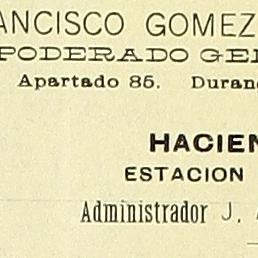 ANCISCO GOMEZ
PODERADO GE
Apartado 85. Duran
HACIEN
ESTACION
Administrador J.